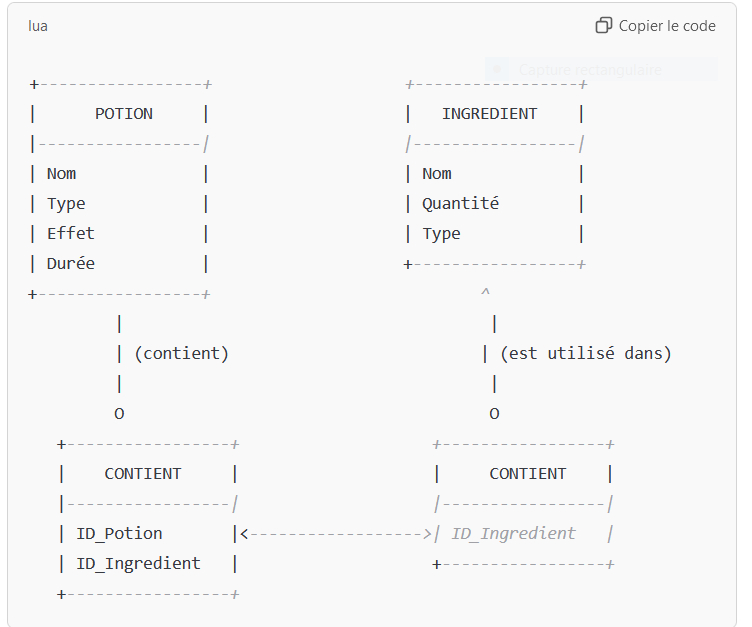 lua Copier le code
Capture rectangulaire
+-----------------+ +-----------------+
| POTION | | INGREDIENT |
|-----------------| |-----------------|
| Nom | | Nom |
| Type | | Quantité |
| Effet | | Type |
| Durée | +-----------------+
+-----------------+ ^
| |
| (contient) | (est utilisé dans)
| |
O O
+-----------------+ +-----------------+
| CONTIENT | | CONTIENT |
|-----------------| |-----------------|
| ID_Potion |<------------------>| ID_Ingredient |
| ID_Ingredient | +-----------------+
+-----------------+